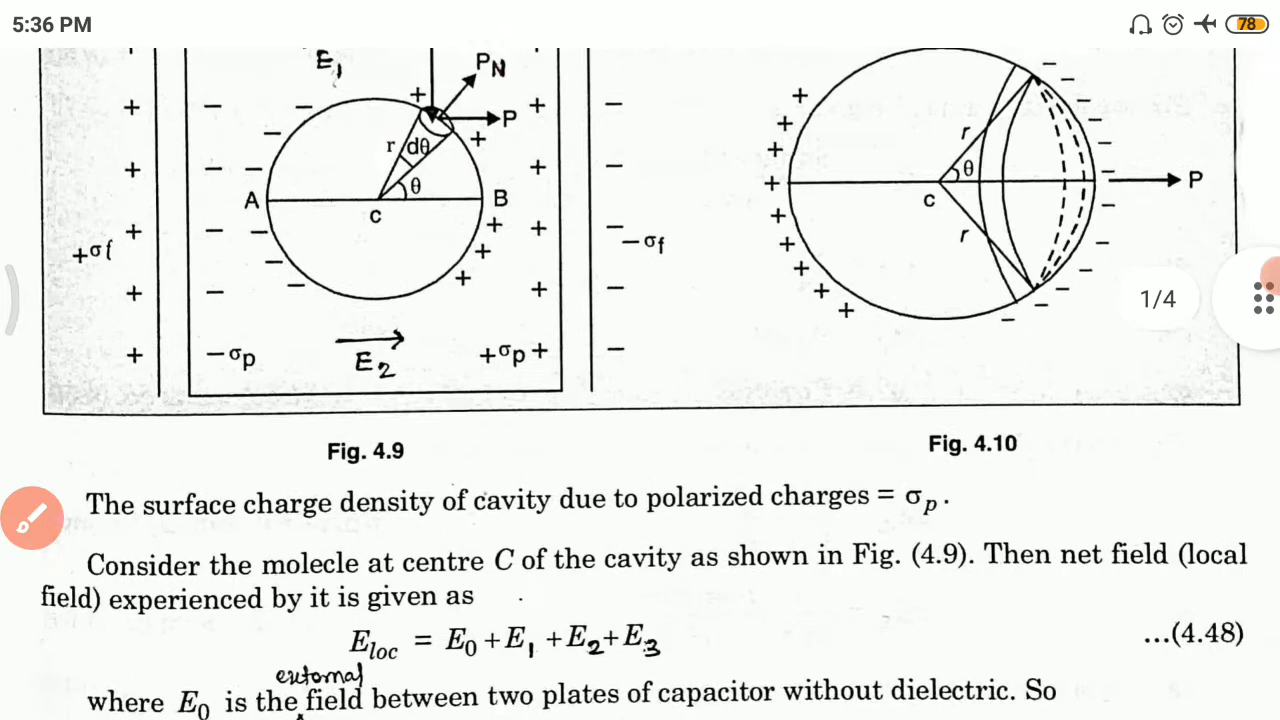 5:36 PM
78
E₁
P_N
+
P
+
r
dθ
θ
A
B
C
+σf
−σp
E₂
+σp +
−σf
Fig. 4.9
r
θ
C
r
P
1/4
Fig. 4.10
The surface charge density of cavity due to polarized charges = σp.
Consider the molecle at centre C of the cavity as shown in Fig. (4.9). Then net field (local
field) experienced by it is given as
E_loc = E₀ + E₁ + E₂ + E₃ ...(4.48)
external
where E₀ is the field between two plates of capacitor without dielectric. So